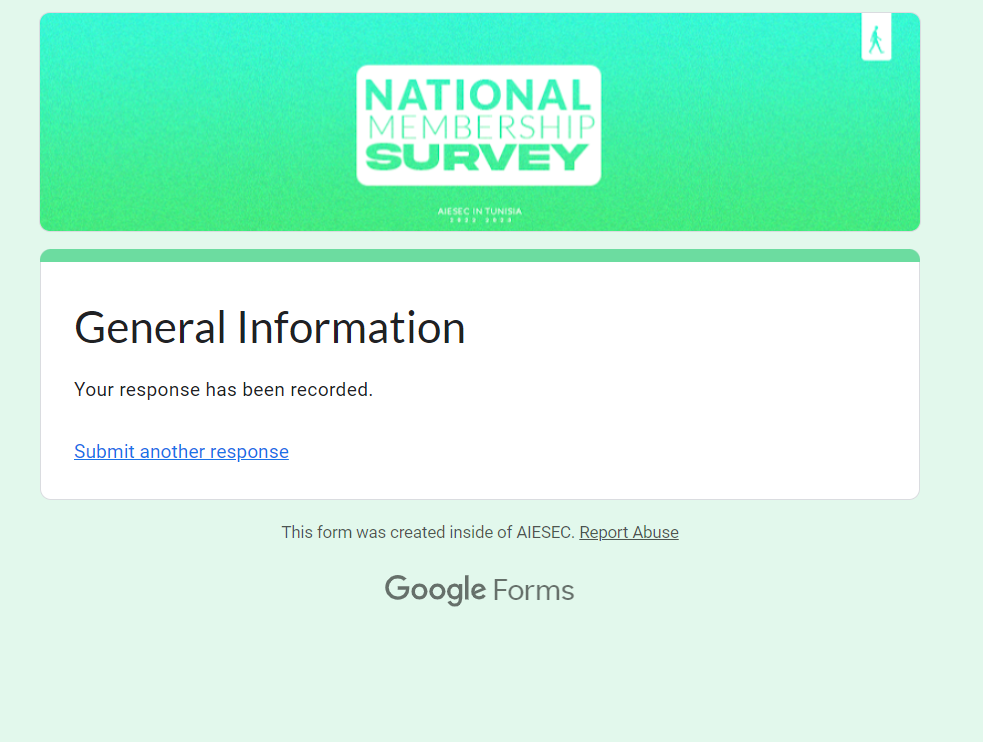 NATIONAL
MEMBERSHIP
SURVEY
AIESEC IN TUNISIA
General Information
Your response has been recorded.
Submit another response
This form was created inside of AIESEC. Report Abuse
Google Forms